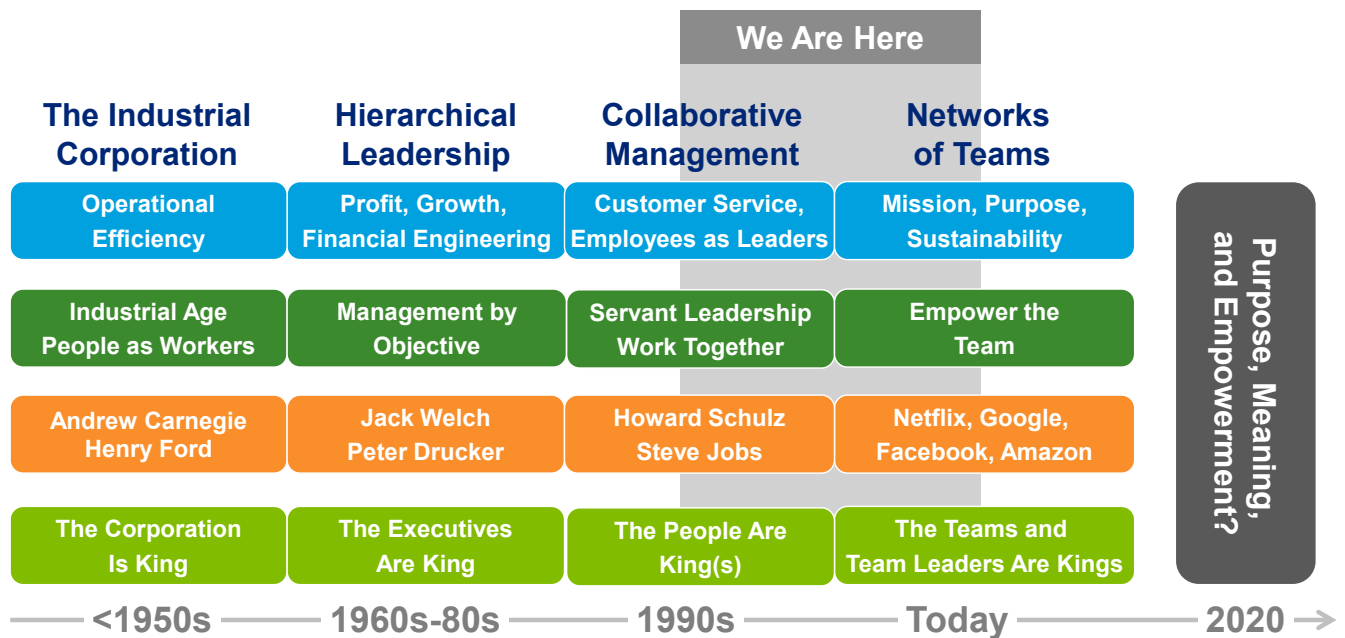 We Are Here
The Industrial
Corporation
Hierarchical
Leadership
Collaborative
Management
Networks
of Teams
Operational
Efficiency
Profit, Growth,
Financial Engineering
Customer Service,
Employees as Leaders
Mission, Purpose,
Sustainability
Industrial Age
People as Workers
Management by
Objective
Servant Leadership
Work Together
Empower the
Team
Andrew Carnegie
Henry Ford
Jack Welch
Peter Drucker
Howard Schulz
Steve Jobs
Netflix, Google,
Facebook, Amazon
The Corporation
Is King
The Executives
Are King
The People Are
King(s)
The Teams and
Team Leaders Are Kings
Purpose, Meaning,
and Empowerment?
<1950s
1960s-80s
1990s
Today
2020